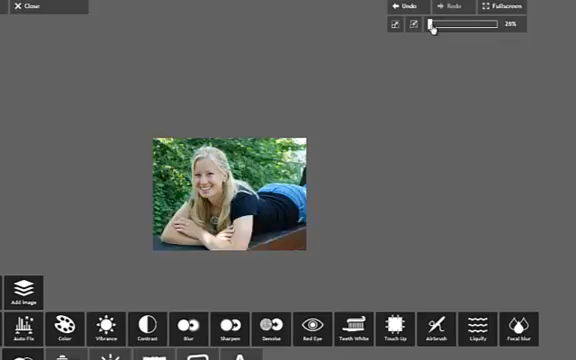 Close
Undo Redo Fullscreen
26%
Add Image
Auto Fix Color Vibrance Contrast Blur Sharpen Denoise Red Eye Teeth White Touch Up Airbrush Liquify Focal blur